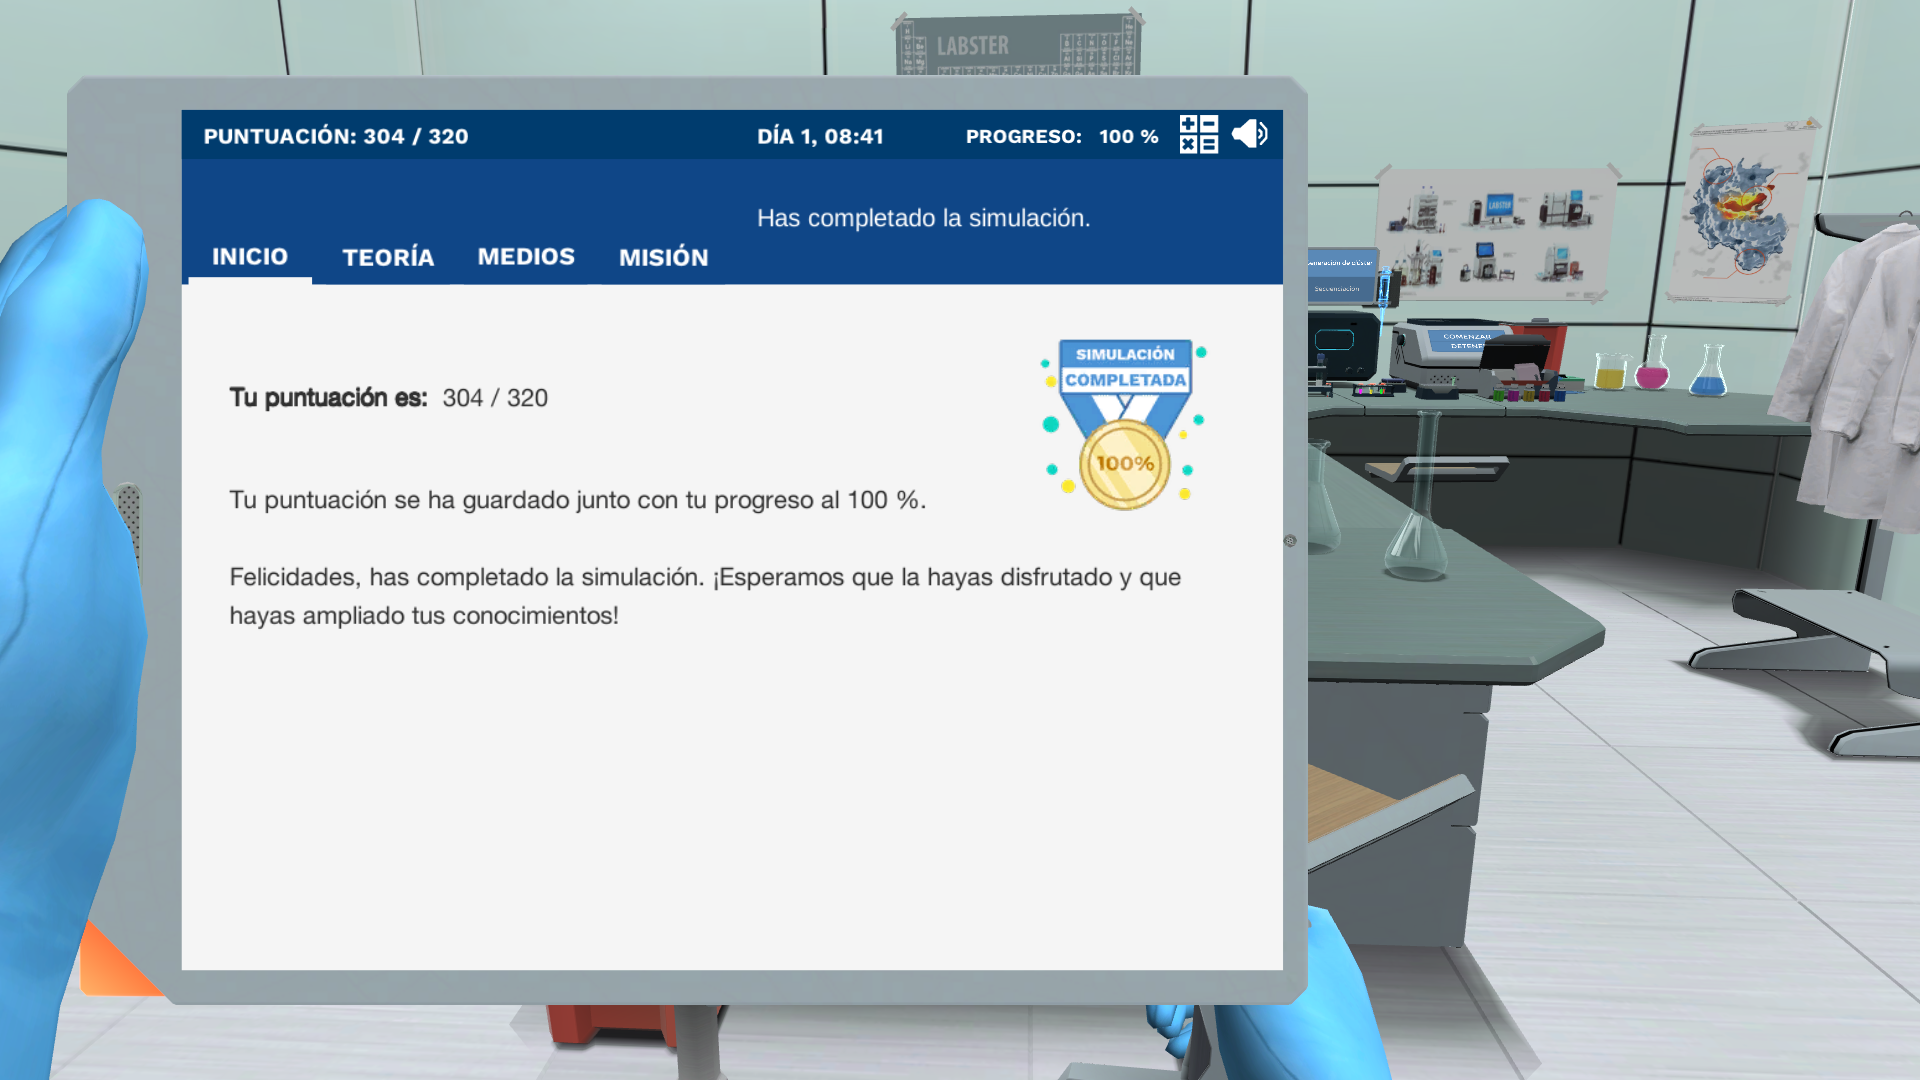 LABSTER
PUNTUACIÓN: 304 / 320
DÍA 1, 08:41
PROGRESO: 100 %
Has completado la simulación.
INICIO
TEORÍA
MEDIOS
MISIÓN
SIMULACIÓN
COMPLETADA
100%
Tu puntuación es: 304 / 320
Tu puntuación se ha guardado junto con tu progreso al 100 %.
Felicidades, has completado la simulación. ¡Esperamos que la hayas disfrutado y que
hayas ampliado tus conocimientos!
LABSTER
Secuenciación
COMENZAR